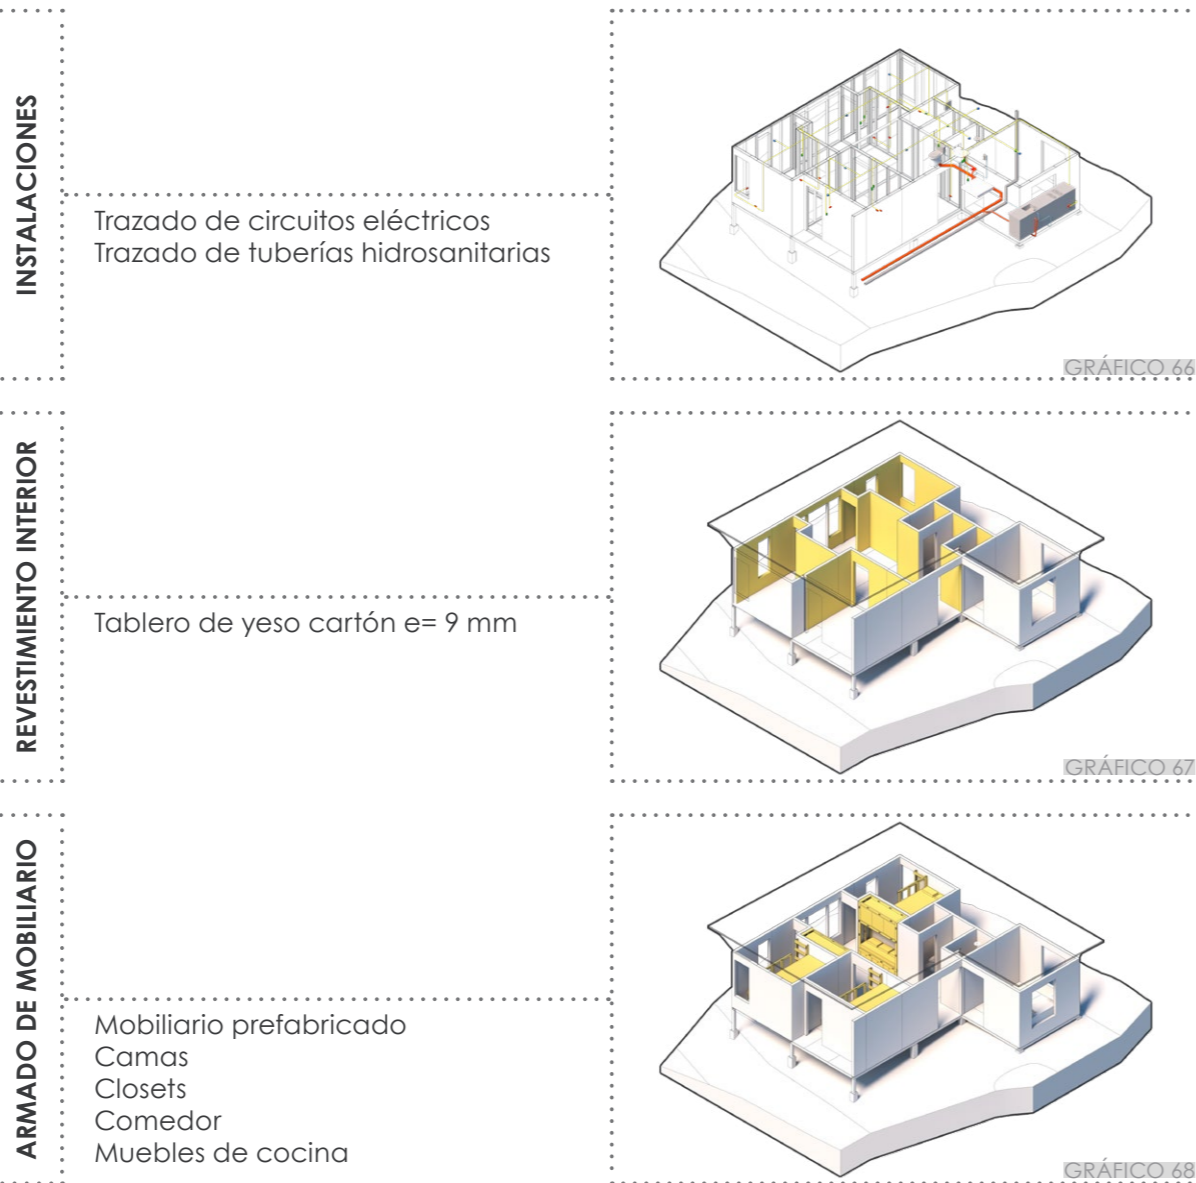 INSTALACIONES
Trazado de circuitos eléctricos
Trazado de tuberías hidrosanitarias
GRÁFICO 66
REVESTIMIENTO INTERIOR
Tablero de yeso cartón e= 9 mm
GRÁFICO 67
ARMADO DE MOBILIARIO
Mobiliario prefabricado
Camas
Closets
Comedor
Muebles de cocina
GRÁFICO 68